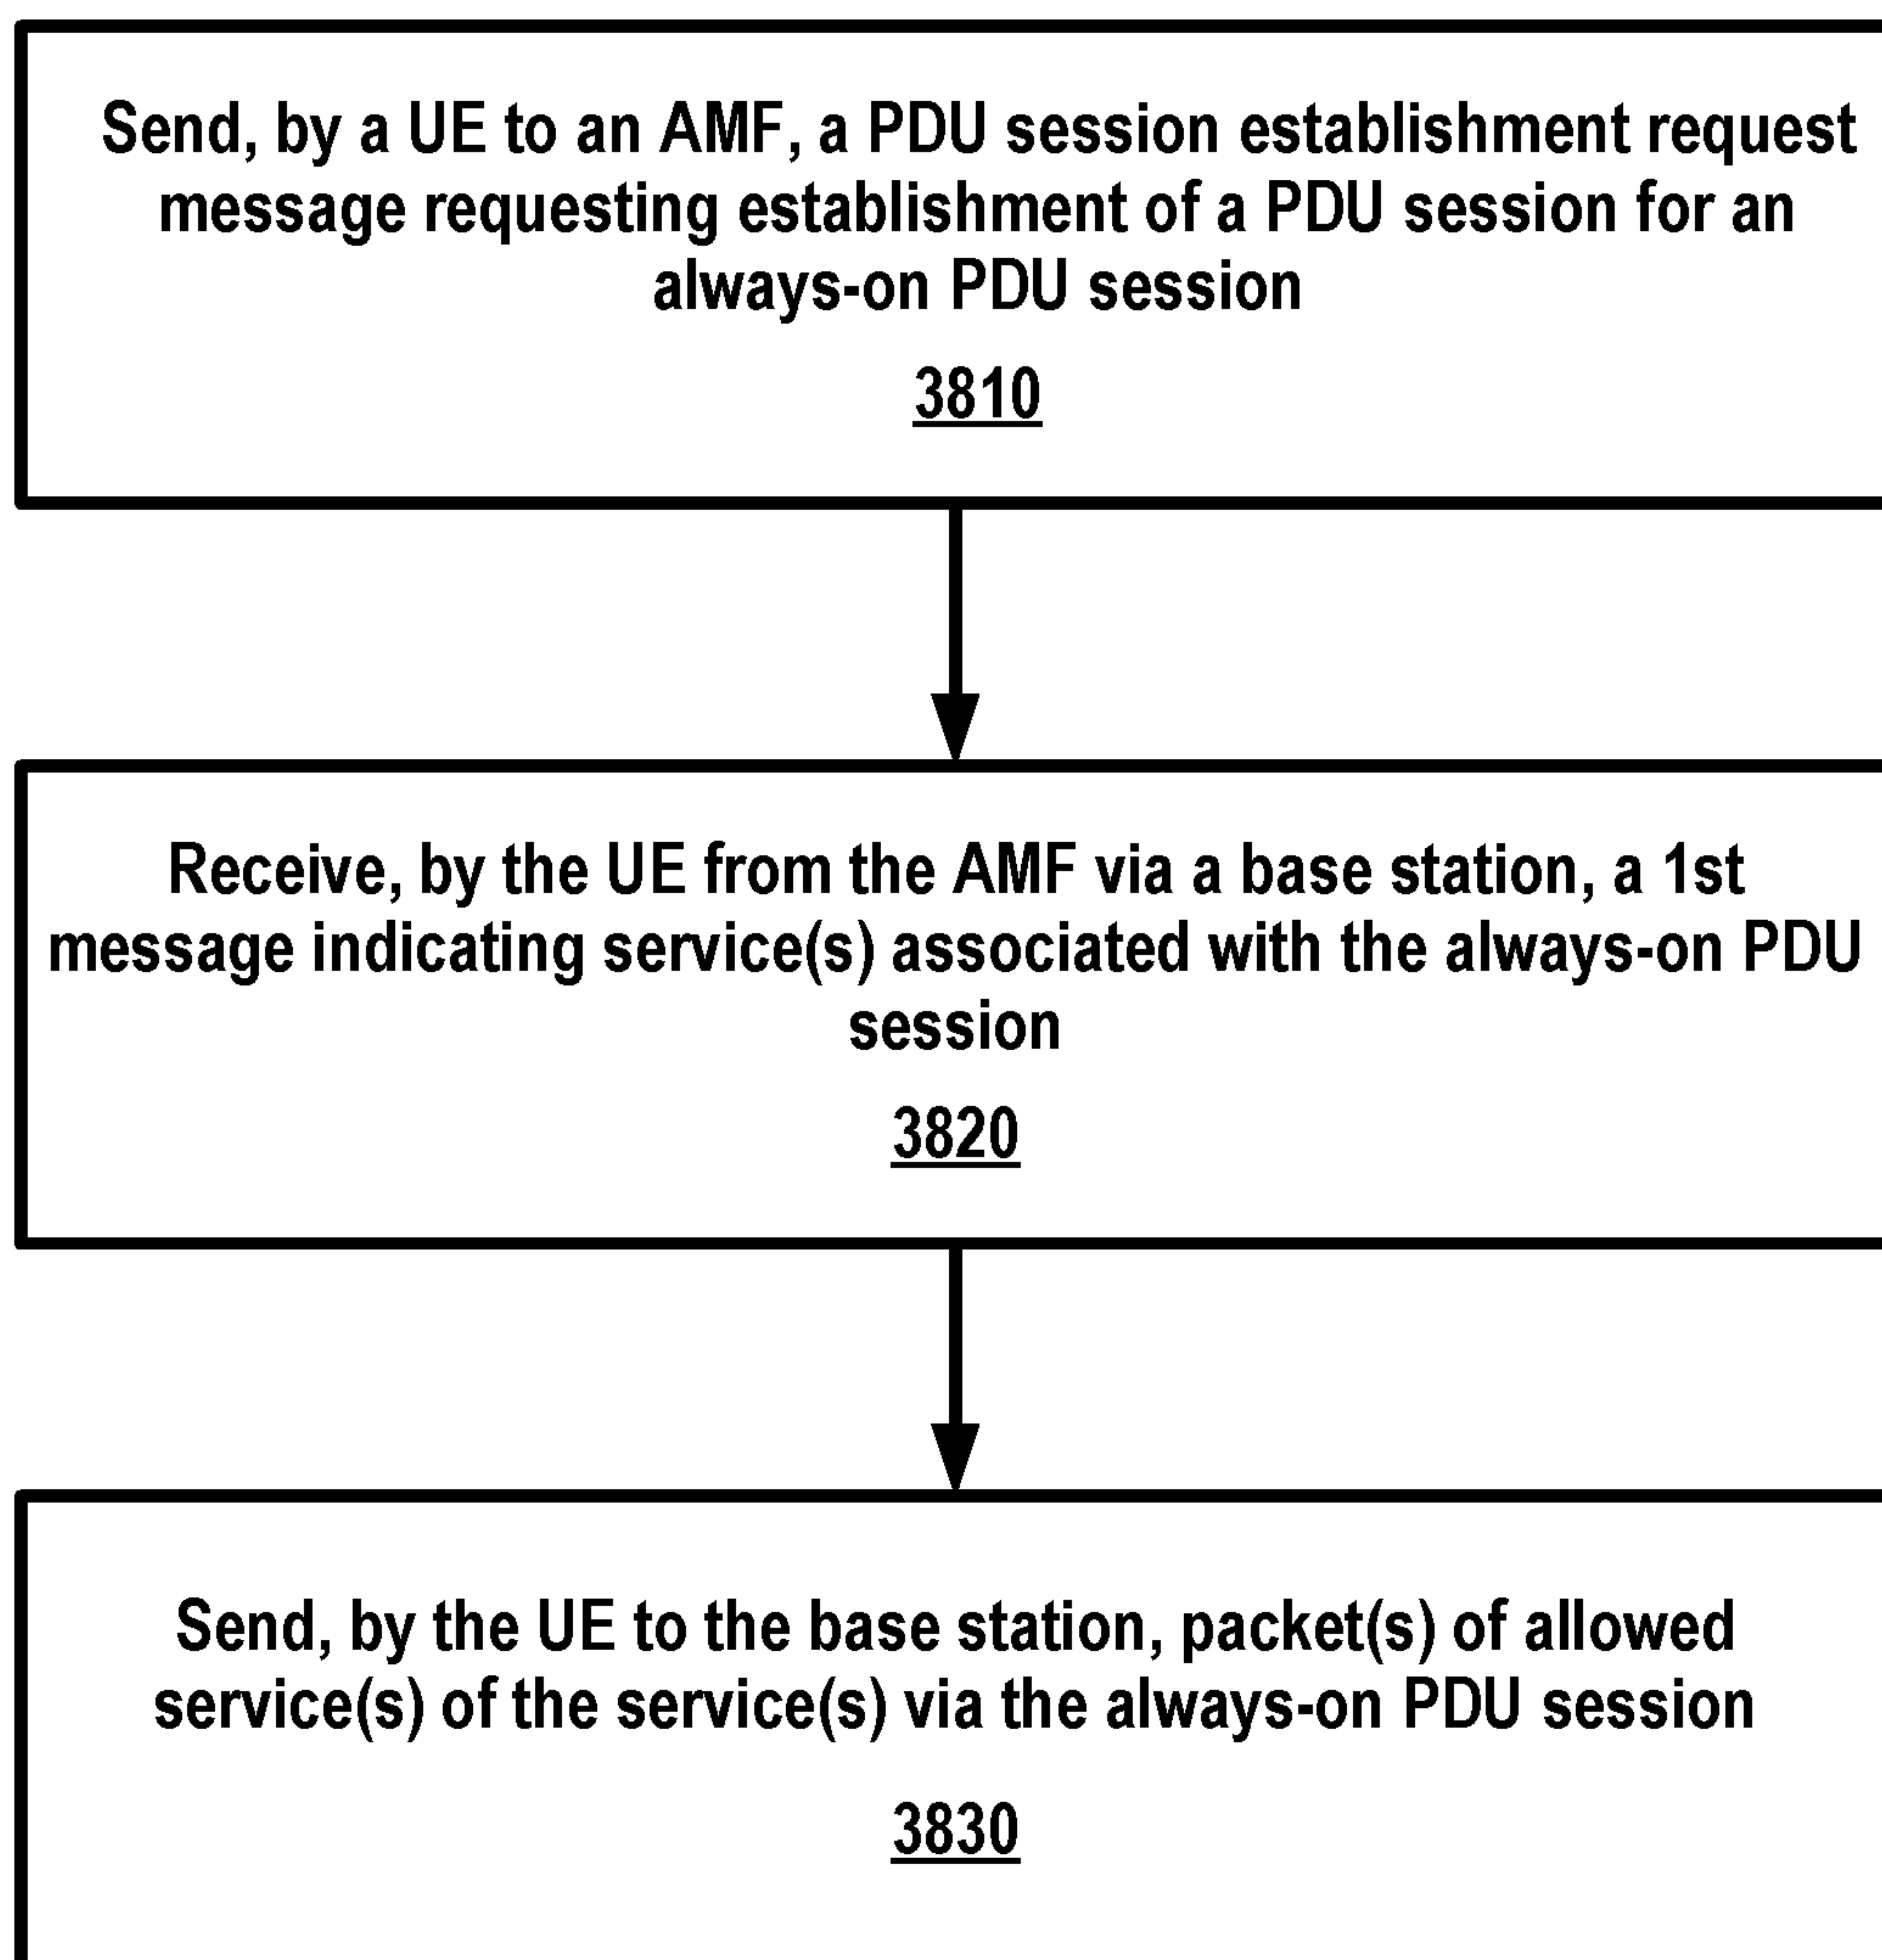 Send, by a UE to an AMF, a PDU session establishment request
message requesting establishment of a PDU session for an
always-on PDU session
3810
Receive, by the UE from the AMF via a base station, a 1st
message indicating service(s) associated with the always-on PDU
session
3820
Send, by the UE to the base station, packet(s) of allowed
service(s) of the service(s) via the always-on PDU session
3830